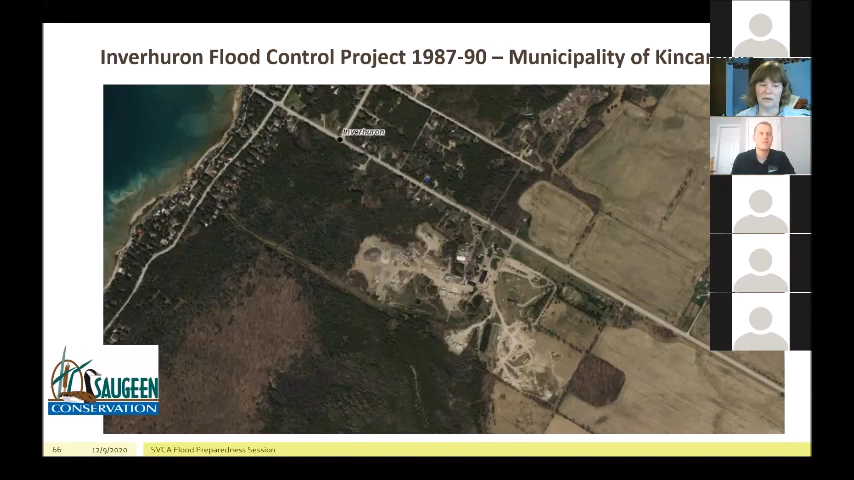 Inverhuron Flood Control Project 1987-90 – Municipality of Kincar
Inverhuron
SAUGEEN
CONSERVATION
66 12/9/2020 SVCA Flood Preparedness Session